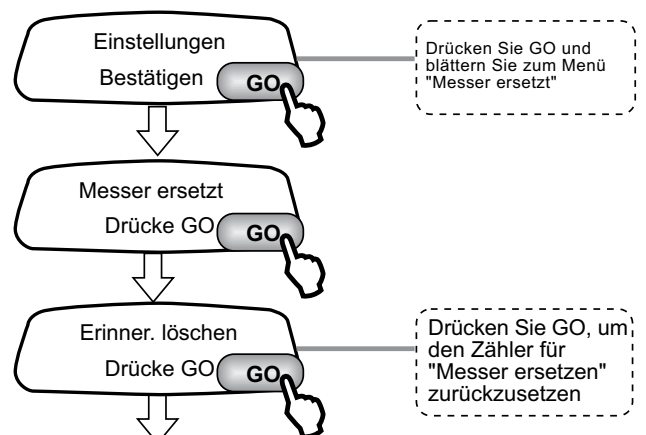 Einstellungen
Bestätigen GO
Drücken Sie GO und
blättern Sie zum Menü
"Messer ersetzt"
Messer ersetzt
Drücke GO GO
Erinner. löschen
Drücke GO GO
Drücken Sie GO, um
den Zähler für
"Messer ersetzen"
zurückzusetzen